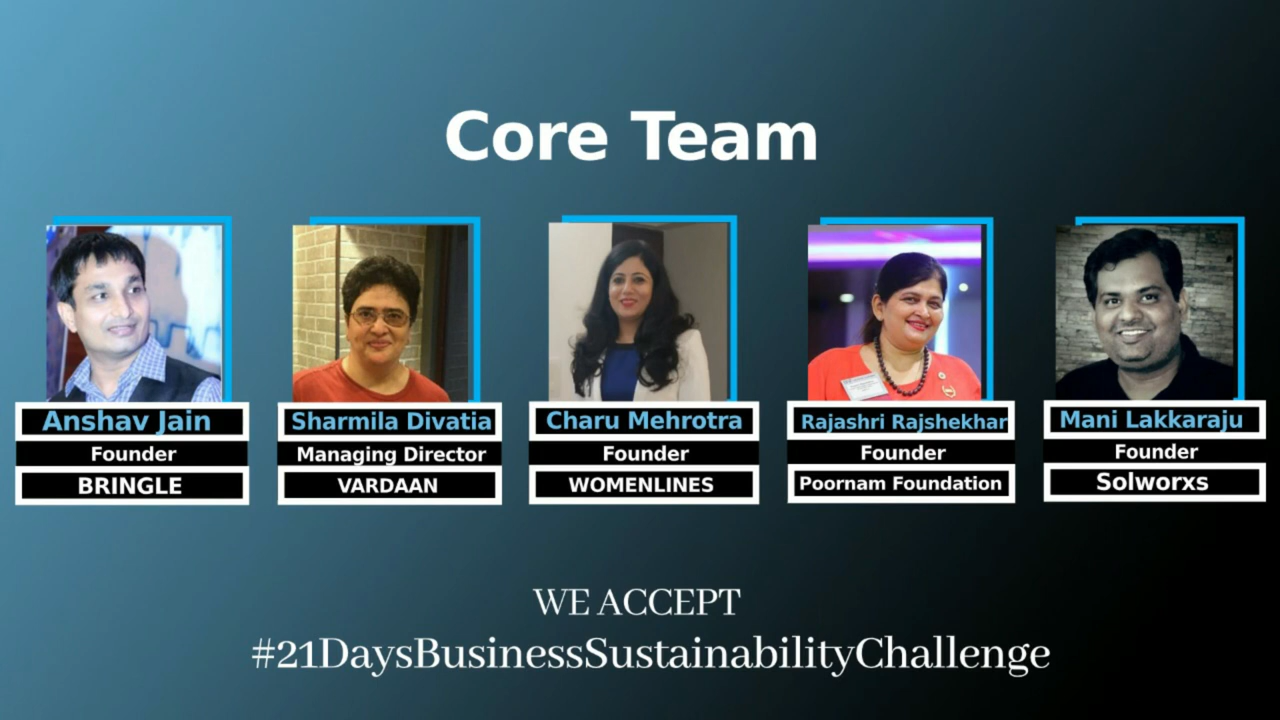 Core Team
Anshav Jain
Founder
BRINGLE
Sharmila Divatia
Managing Director
VARDAAN
Charu Mehrotra
Founder
WOMENLINES
Rajashri Rajshekhar
Founder
Poornam Foundation
Mani Lakkaraju
Founder
Solworxs
WE ACCEPT
#21DaysBusinessSustainabilityChallenge